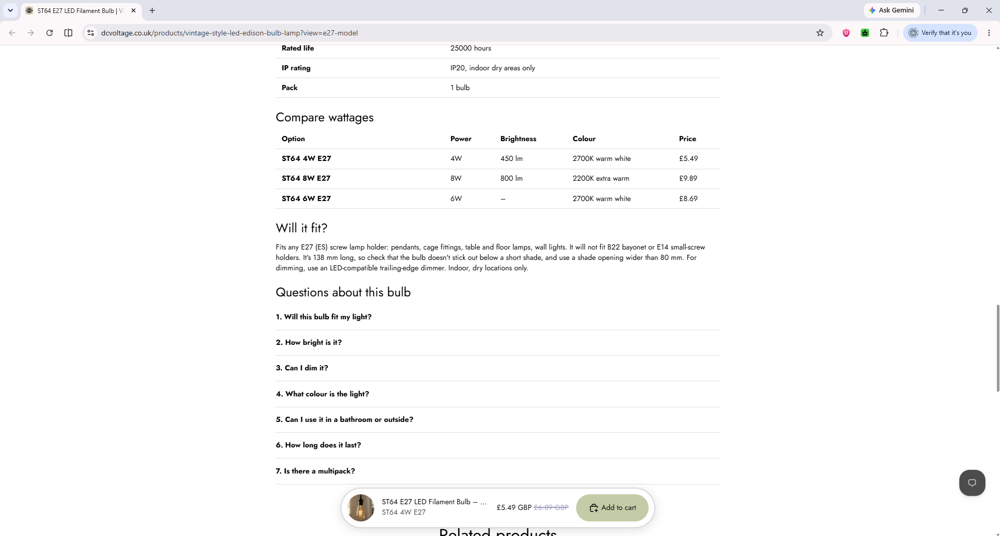 ST64 E27 LED Filament Bulb | Vi
Ask Gemini
dcvoltage.co.uk/products/vintage-style-led-edison-bulb-lamp?view=e27-model
Verify that it's you
Rated life 25000 hours
IP rating IP20, indoor dry areas only
Pack 1 bulb
Compare wattages
Option Power Brightness Colour Price
ST64 4W E27 4W 450 lm 2700K warm white £5.49
ST64 8W E27 8W 800 lm 2200K extra warm £9.89
ST64 6W E27 6W – 2700K warm white £8.69
Will it fit?
Fits any E27 (ES) screw lamp holder: pendants, cage fittings, table and floor lamps, wall lights. It will not fit B22 bayonet or E14 small-screw
holders. It's 138 mm long, so check that the bulb doesn't stick out below a short shade, and use a shade opening wider than 80 mm. For
dimming, use an LED-compatible trailing-edge dimmer. Indoor, dry locations only.
Questions about this bulb
1. Will this bulb fit my light?
2. How bright is it?
3. Can I dim it?
4. What colour is the light?
5. Can I use it in a bathroom or outside?
6. How long does it last?
7. Is there a multipack?
ST64 E27 LED Filament Bulb – ...
ST64 4W E27
£5.49 GBP £6.89 GBP
Add to cart
Related products